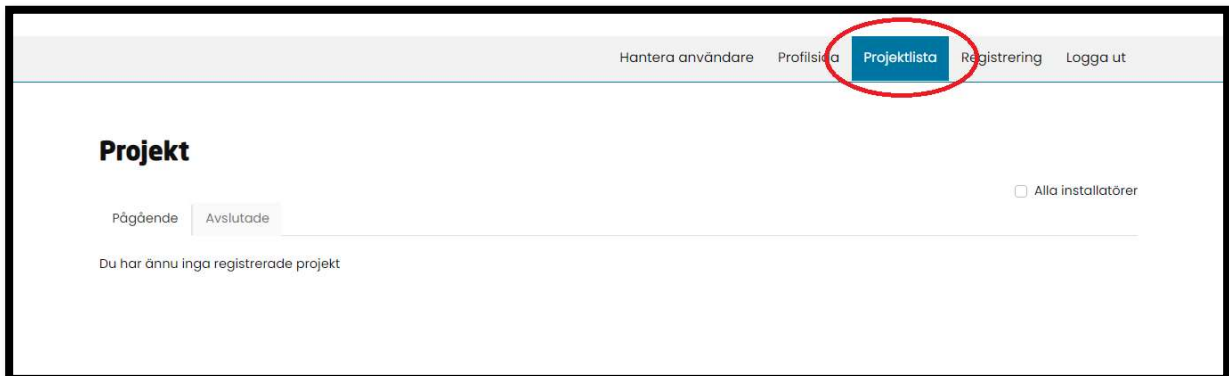 Hantera användare Profilsida Projektlista Registrering Logga ut
Projekt
Alla installatörer
Pågående Avslutade
Du har ännu inga registrerade projekt